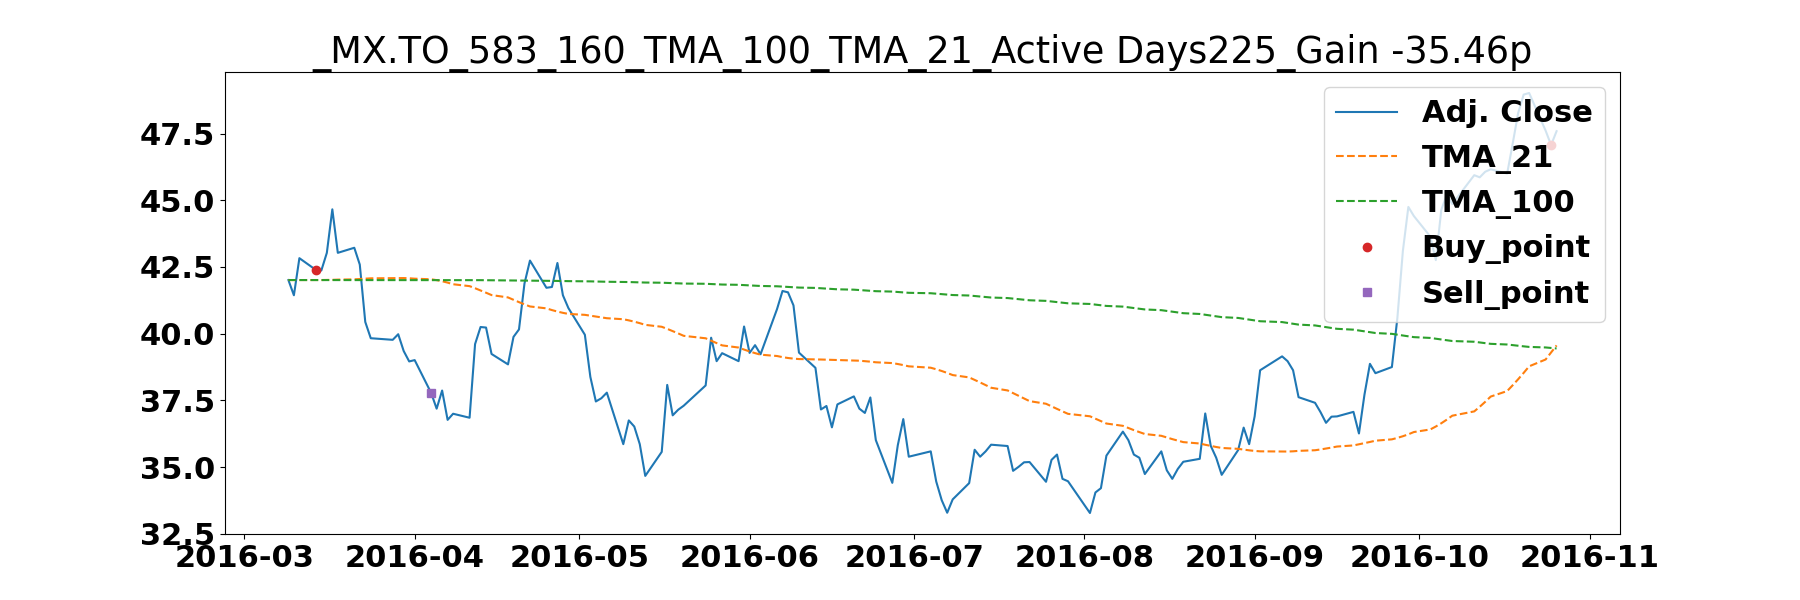 _MX.TO_583_160_TMA_100_TMA_21_Active Days225_Gain -35.46p
47.5
45.0
42.5
40.0
37.5
35.0
32.5
Adj. Close
TMA_21
TMA_100
Buy_point
Sell_point
2016-03 2016-04 2016-05 2016-06 2016-07 2016-08 2016-09 2016-10 2016-11